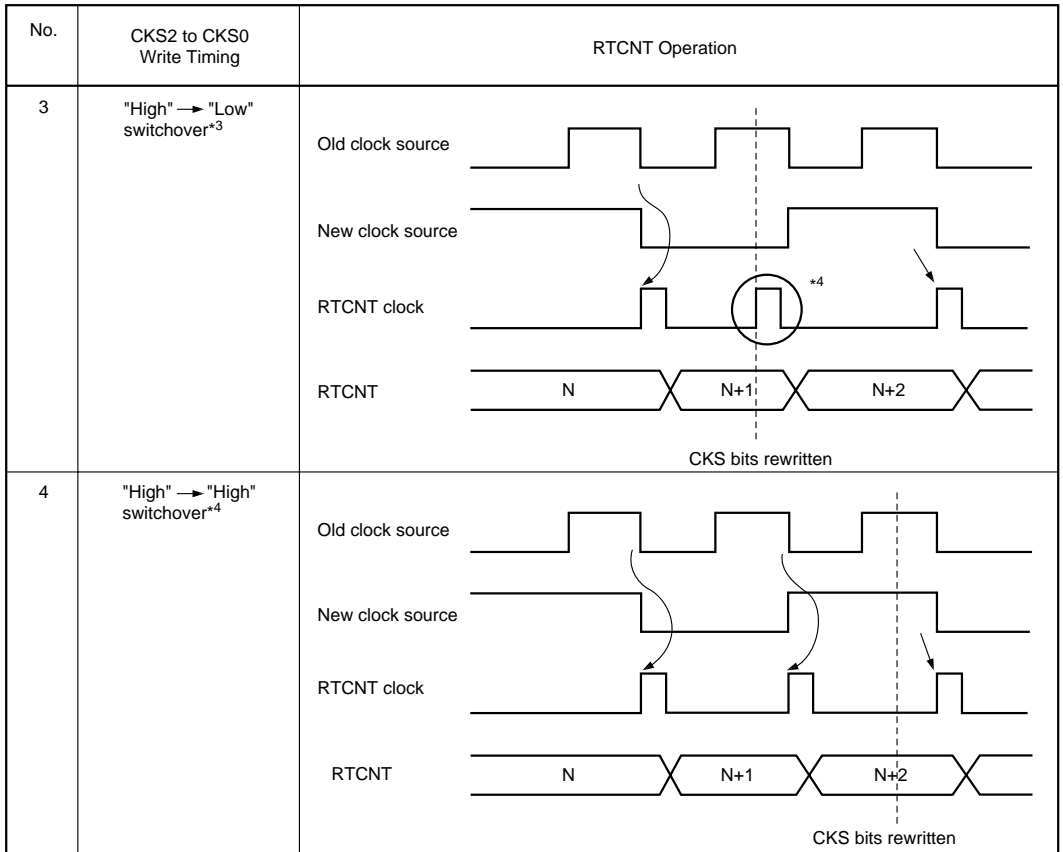 No.
CKS2 to CKS0
Write Timing
RTCNT Operation
3
"High" → "Low"
switchover*3
Old clock source
New clock source
*4
RTCNT clock
RTCNT
N
N+1
N+2
CKS bits rewritten
4
"High" → "High"
switchover*4
Old clock source
New clock source
RTCNT clock
RTCNT
N
N+1
N+2
CKS bits rewritten